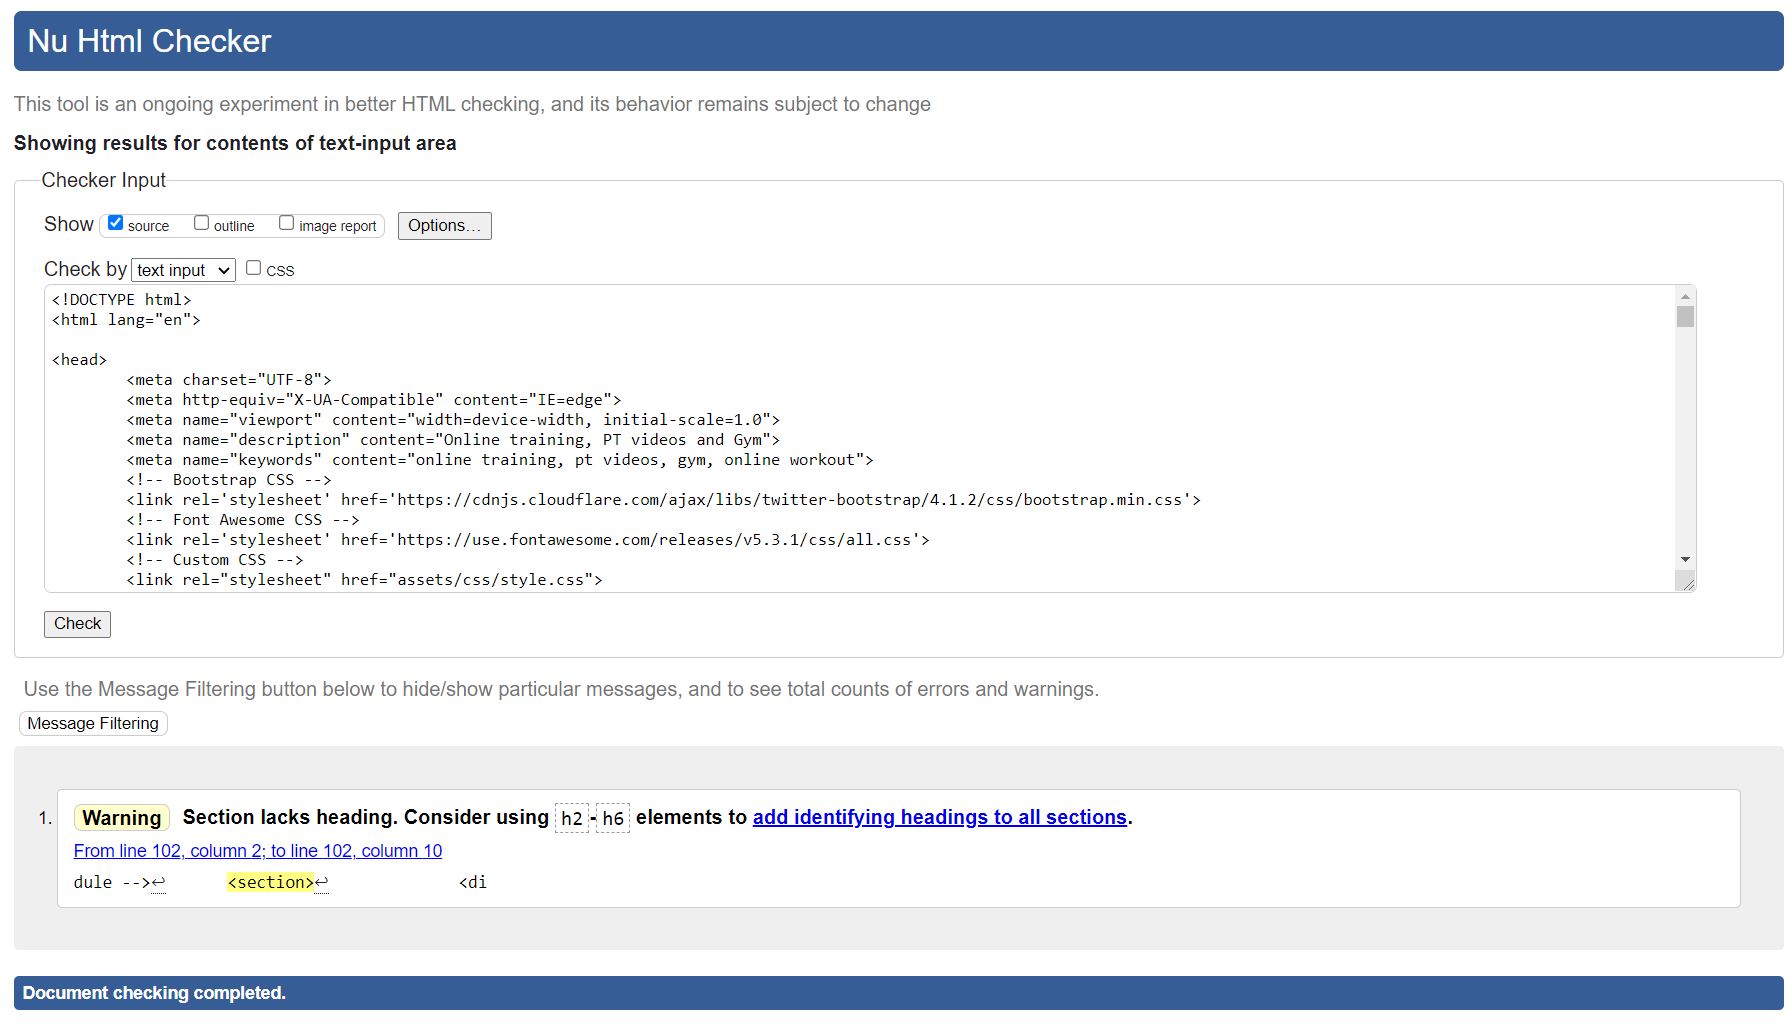 Nu Html Checker
This tool is an ongoing experiment in better HTML checking, and its behavior remains subject to change
Showing results for contents of text-input area
Checker Input
Show source outline image report Options...
Check by text input CSS
<!DOCTYPE html>
<html lang="en">
<head>
<meta charset="UTF-8">
<meta http-equiv="X-UA-Compatible" content="IE=edge">
<meta name="viewport" content="width=device-width, initial-scale=1.0">
<meta name="description" content="Online training, PT videos and Gym">
<meta name="keywords" content="online training, pt videos, gym, online workout">
<!-- Bootstrap CSS -->
<link rel='stylesheet' href='https://cdnjs.cloudflare.com/ajax/libs/twitter-bootstrap/4.1.2/css/bootstrap.min.css'>
<!-- Font Awesome CSS -->
<link rel='stylesheet' href='https://use.fontawesome.com/releases/v5.3.1/css/all.css'>
<!-- Custom CSS -->
<link rel="stylesheet" href="assets/css/style.css">
Check
Use the Message Filtering button below to hide/show particular messages, and to see total counts of errors and warnings.
Message Filtering
1. Warning Section lacks heading. Consider using h2-h6 elements to add identifying headings to all sections.
From line 102, column 2; to line 102, column 10
dule -->↩ <section>↩ <di
Document checking completed.